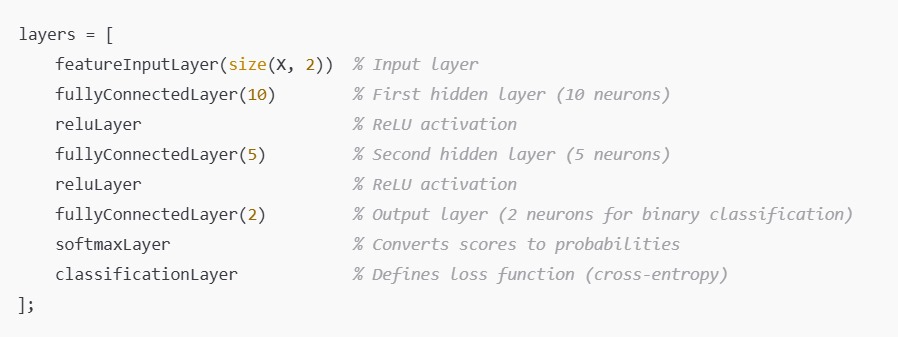 layers = [
    featureInputLayer(size(X, 2))  % Input layer
    fullyConnectedLayer(10)        % First hidden layer (10 neurons)
    reluLayer                      % ReLU activation
    fullyConnectedLayer(5)         % Second hidden layer (5 neurons)
    reluLayer                      % ReLU activation
    fullyConnectedLayer(2)         % Output layer (2 neurons for binary classification)
    softmaxLayer                   % Converts scores to probabilities
    classificationLayer            % Defines loss function (cross-entropy)
];